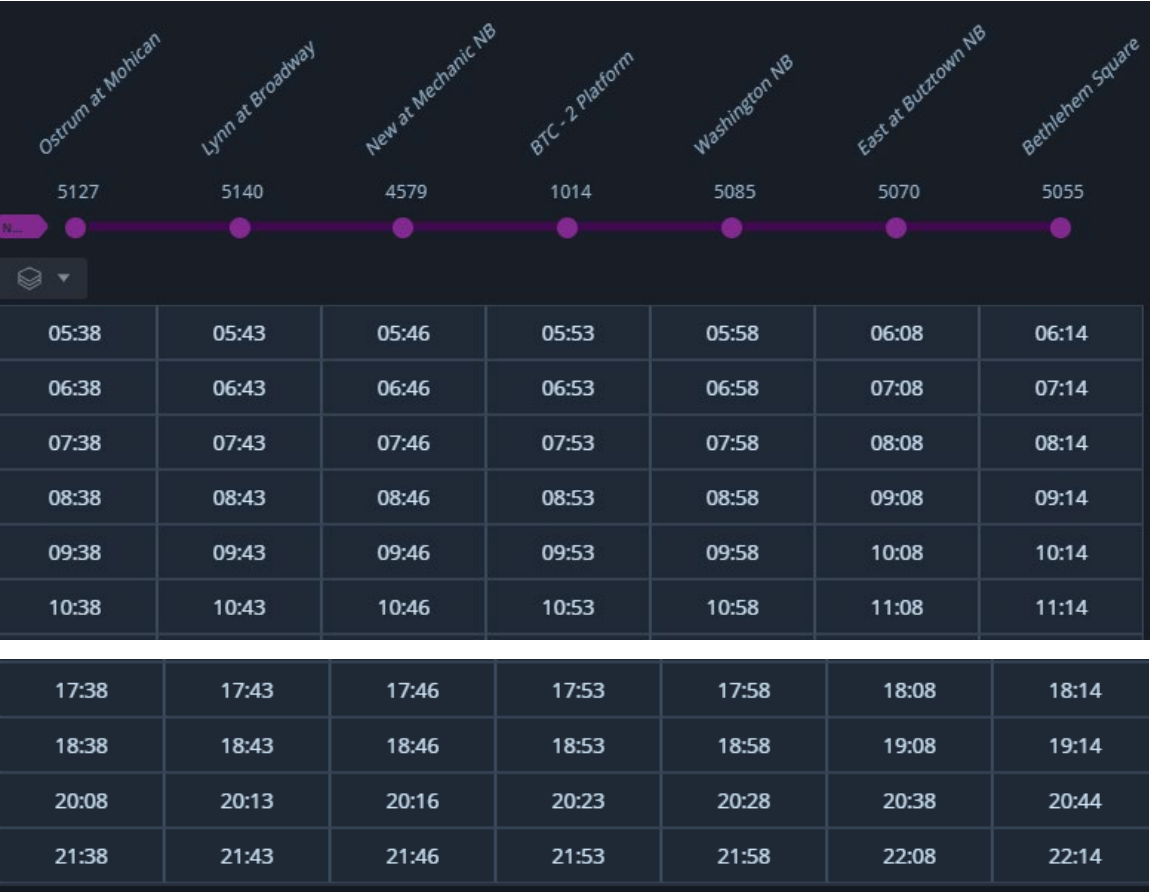 Ostrum at Mohican Lynn at Broadway New at Mechanic NB BTC - 2 Platform Washington NB East at Butztown NB Bethlehem Square
5127 5140 4579 1014 5085 5070 5055
N...
05:38 05:43 05:46 05:53 05:58 06:08 06:14
06:38 06:43 06:46 06:53 06:58 07:08 07:14
07:38 07:43 07:46 07:53 07:58 08:08 08:14
08:38 08:43 08:46 08:53 08:58 09:08 09:14
09:38 09:43 09:46 09:53 09:58 10:08 10:14
10:38 10:43 10:46 10:53 10:58 11:08 11:14
17:38 17:43 17:46 17:53 17:58 18:08 18:14
18:38 18:43 18:46 18:53 18:58 19:08 19:14
20:08 20:13 20:16 20:23 20:28 20:38 20:44
21:38 21:43 21:46 21:53 21:58 22:08 22:14